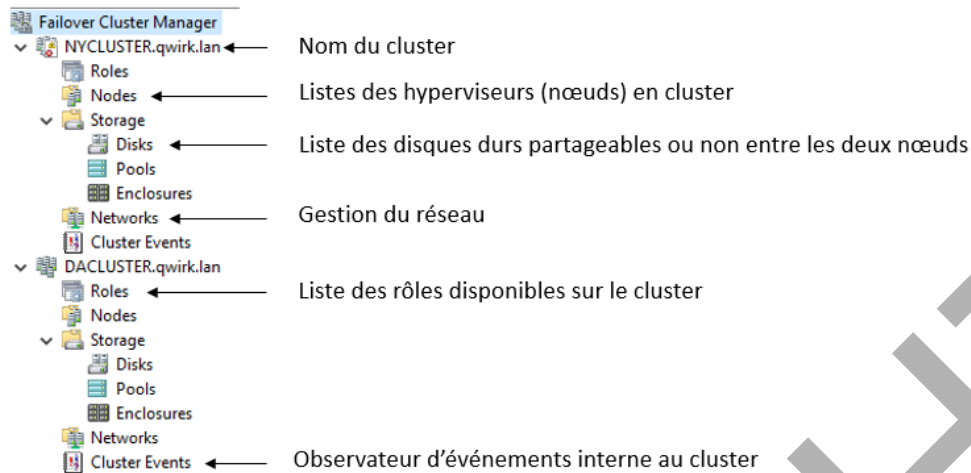 Failover Cluster Manager
NYCLUSTER.qwirk.lan Nom du cluster
Roles
Nodes Listes des hyperviseurs (nœuds) en cluster
Storage
Disks Liste des disques durs partageables ou non entre les deux nœuds
Pools
Enclosures
Networks Gestion du réseau
Cluster Events
DACLUSTER.qwirk.lan
Roles Liste des rôles disponibles sur le cluster
Nodes
Storage
Disks
Pools
Enclosures
Networks
Cluster Events Observateur d'événements interne au cluster